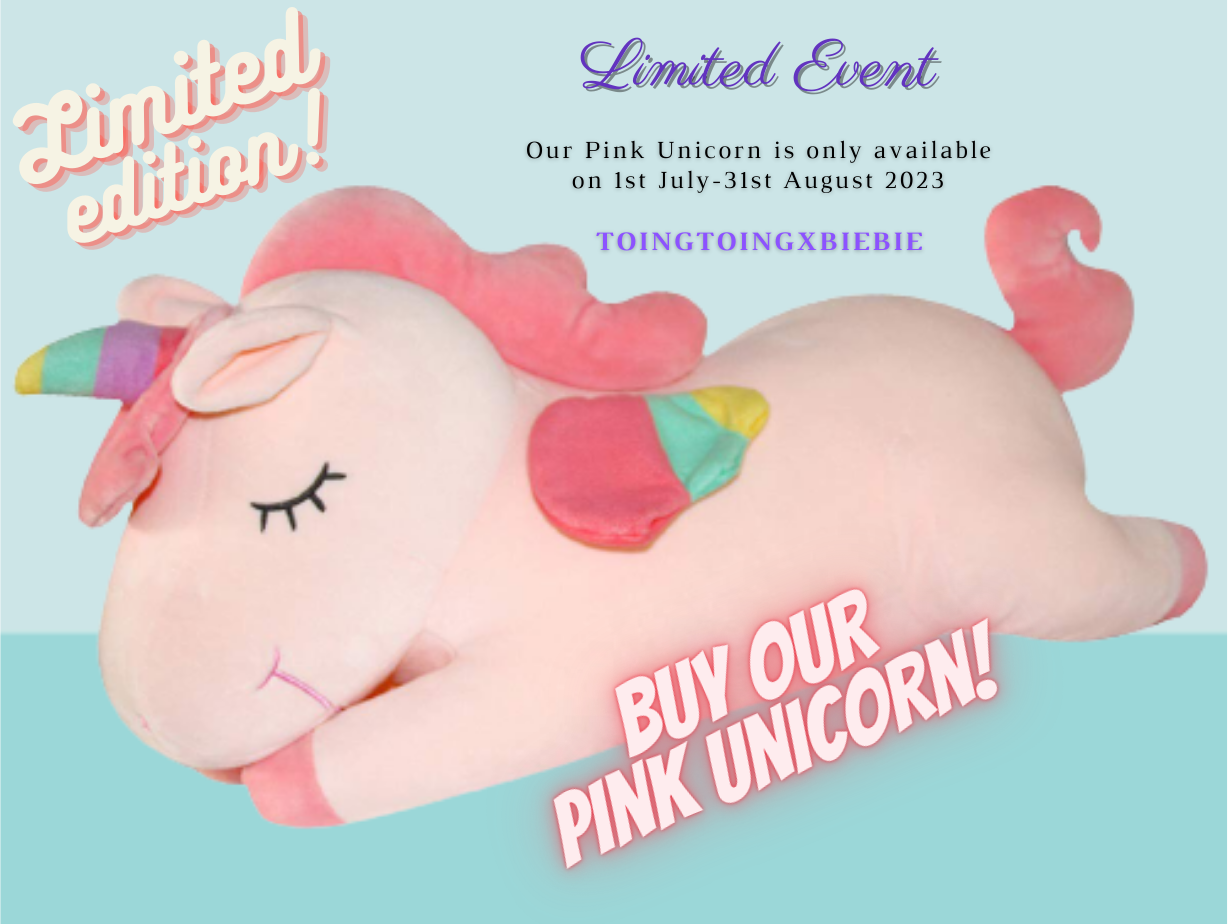 Limited
edition!
Limited Event
Our Pink Unicorn is only available
on 1st July-31st August 2023
TOINGTOINGXBIEBIE
BUY OUR
PINK UNICORN!